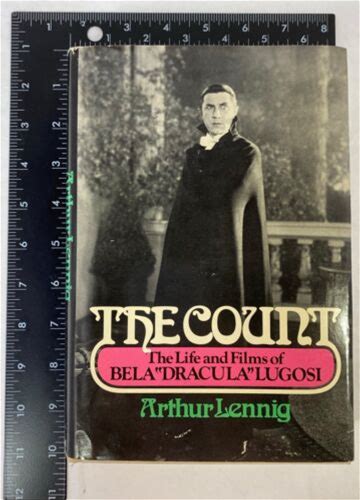 THE COUNT
The Life and Films of
BELA "DRACULA" LUGOSI
Arthur Lennig